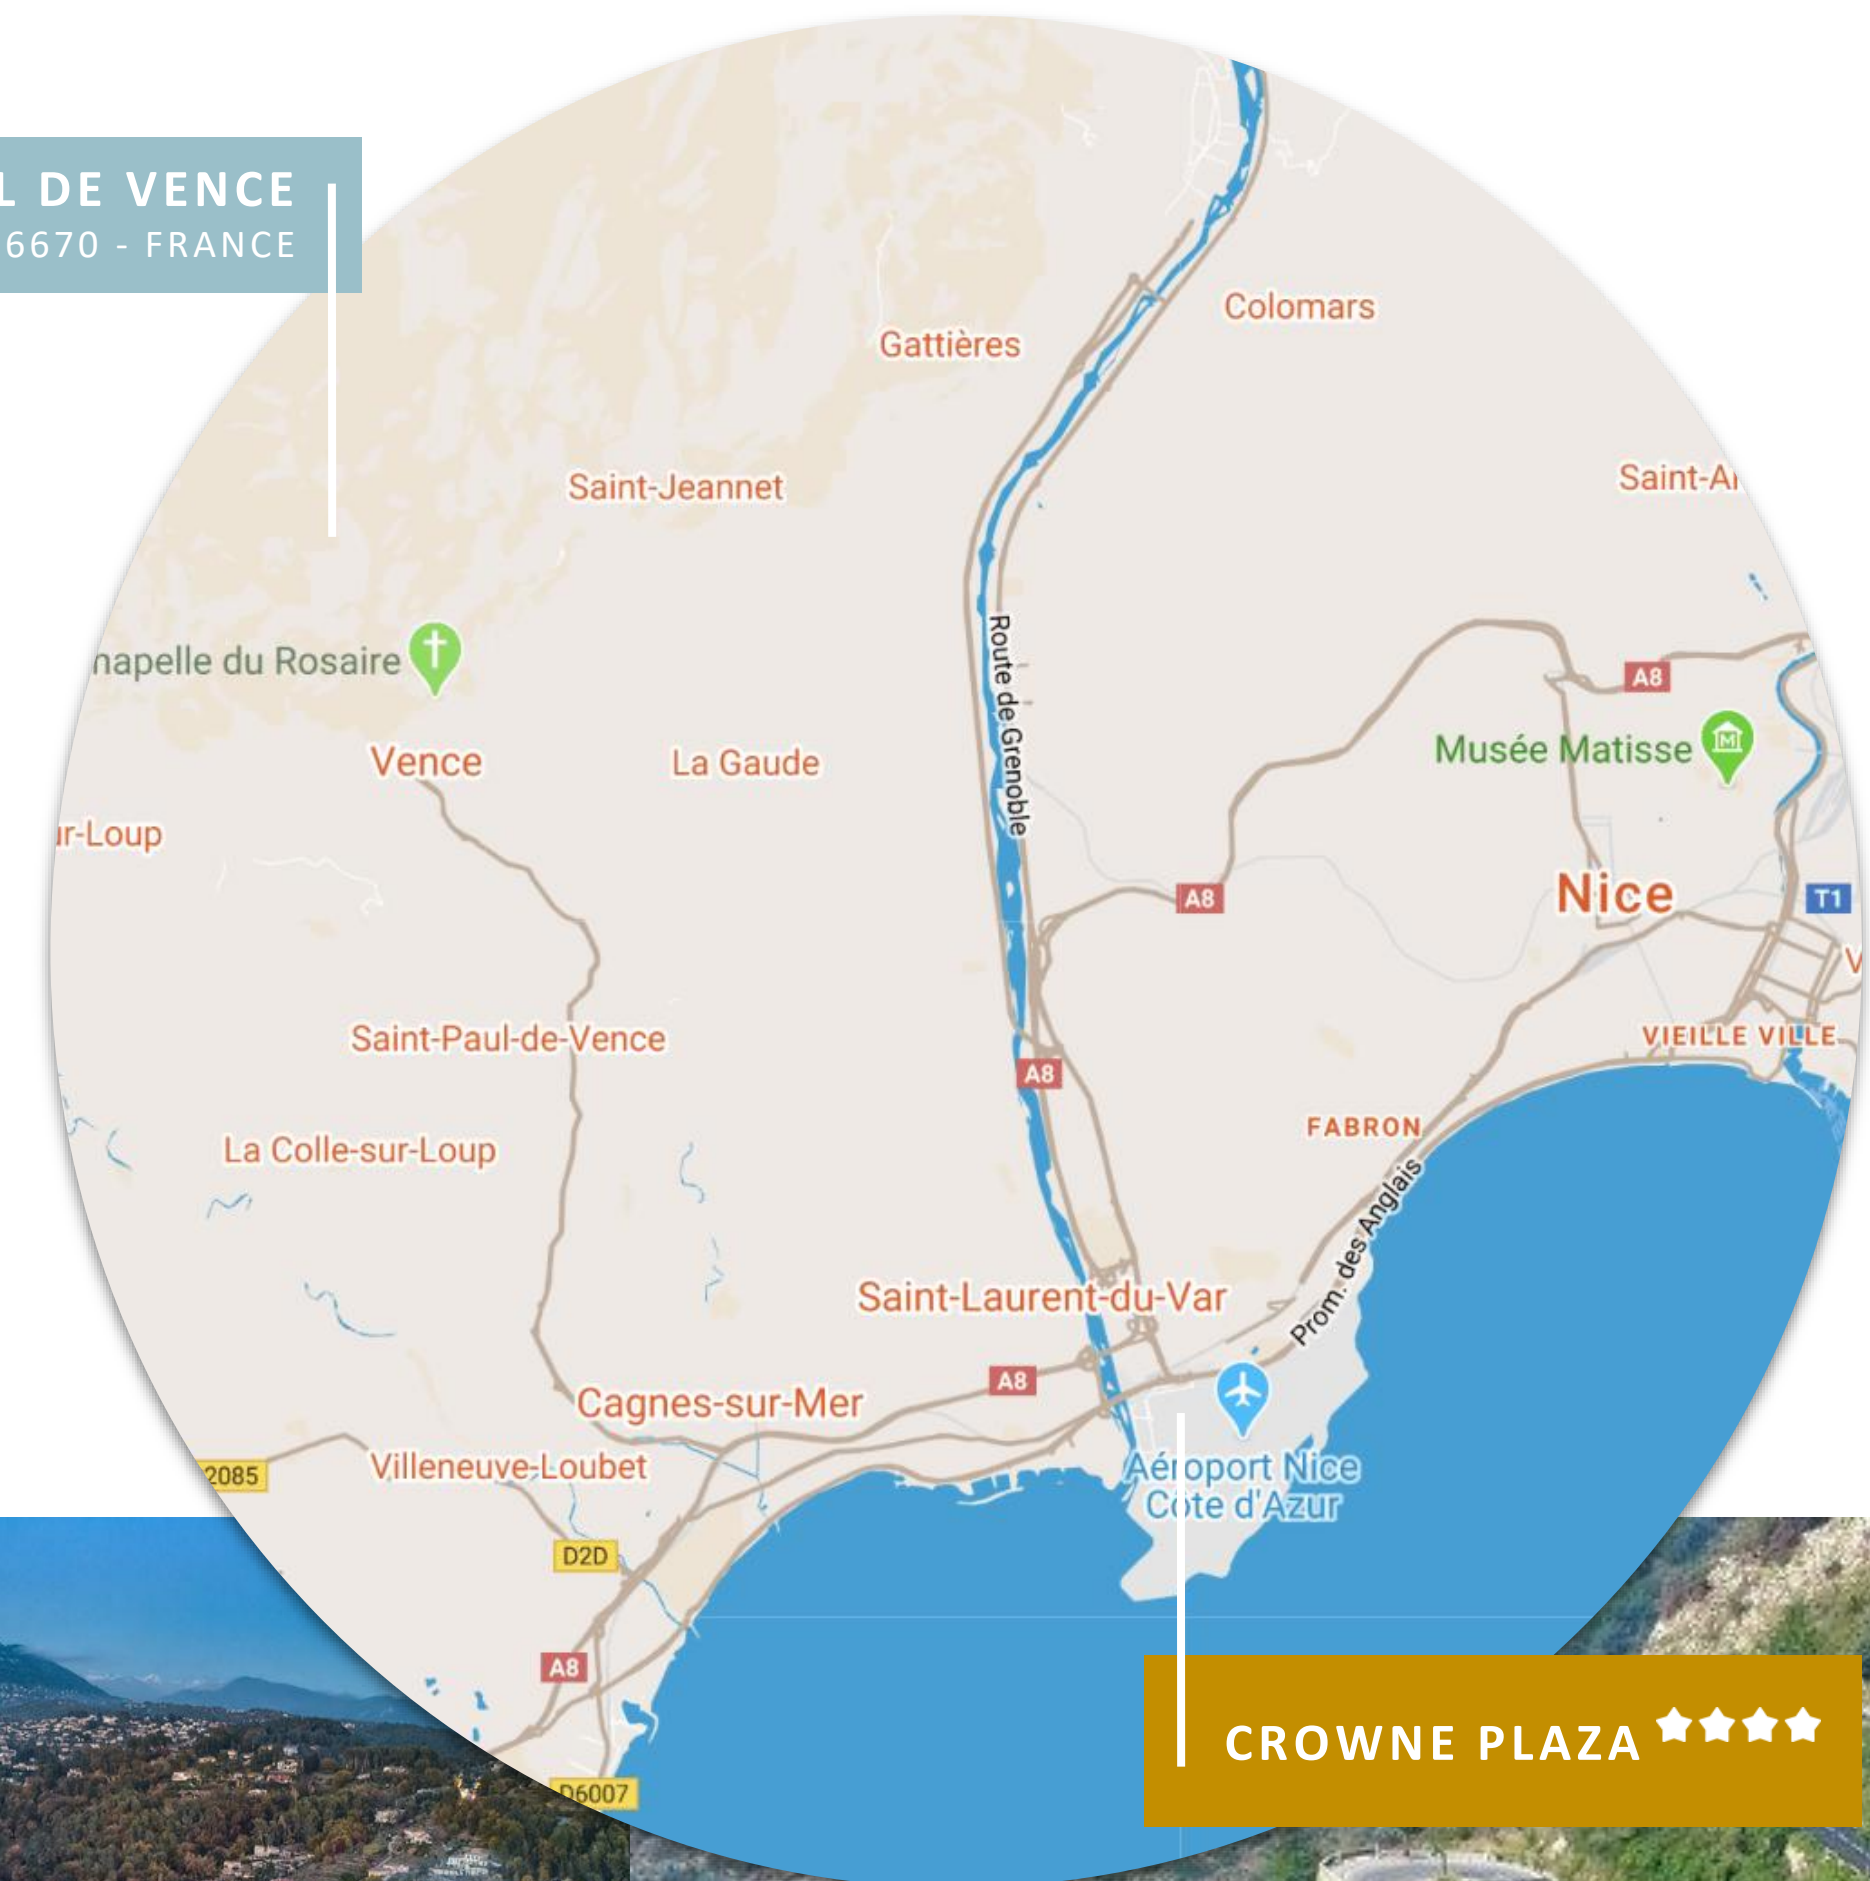 L DE VENCE
6670 - FRANCE
Colomars
Gattières
Saint-Jeannet
Saint-A
Route de Grenoble
hapelle du Rosaire
A8
Musée Matisse
Vence
La Gaude
ur-Loup
A8
Nice
T1
V
Saint-Paul-de-Vence
VIEILLE VILLE
A8
FABRON
La Colle-sur-Loup
Prom. des Anglais
Saint-Laurent-du-Var
A8
Cagnes-sur-Mer
Villeneuve-Loubet
2085
Aéroport Nice
Côte d'Azur
D2D
A8
CROWNE PLAZA
D6007